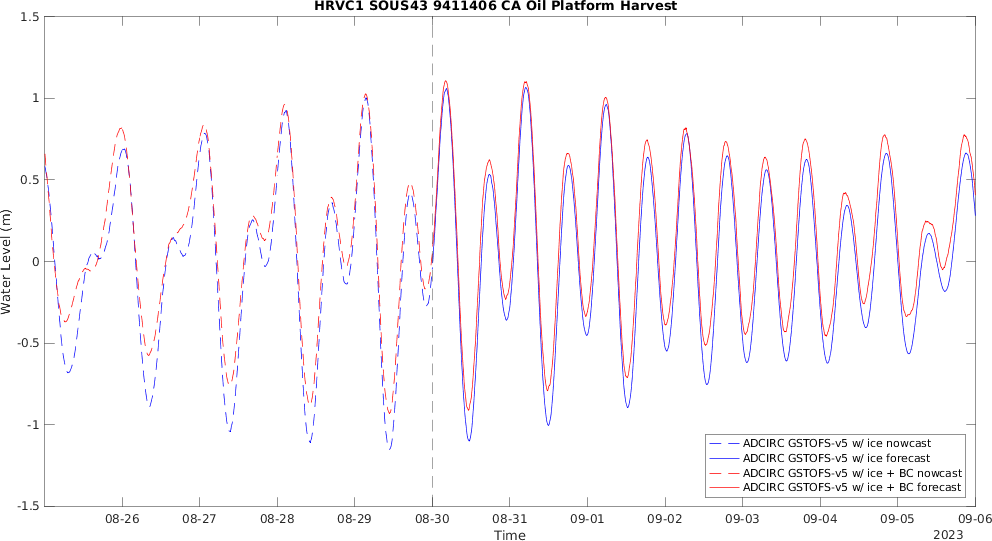 HRVC1 SOUS43 9411406 CA Oil Platform Harvest
1.5
1
0.5
0
-0.5
-1
-1.5
Water Level (m)
08-26 08-27 08-28 08-29 08-30 08-31 09-01 09-02 09-03 09-04 09-05 09-06
Time
2023
ADCIRC GSTOFS-v5 w/ ice nowcast
ADCIRC GSTOFS-v5 w/ ice forecast
ADCIRC GSTOFS-v5 w/ ice + BC nowcast
ADCIRC GSTOFS-v5 w/ ice + BC forecast